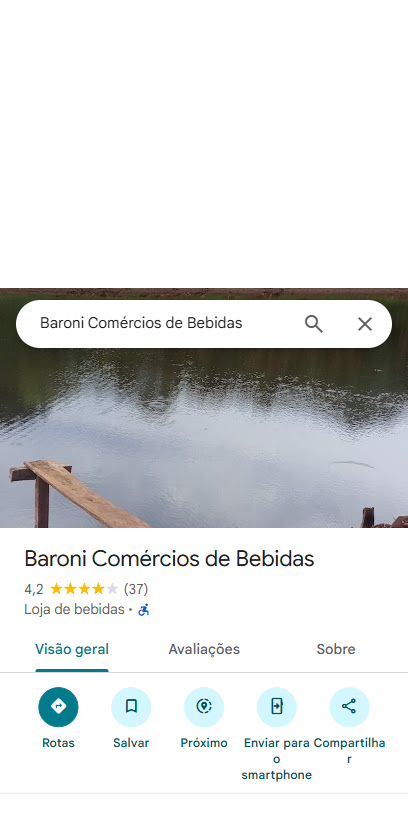 Baroni Comércios de Bebidas
Baroni Comércios de Bebidas
4,2 (37)
Loja de bebidas ·
Visão geral Avaliações Sobre
Rotas Salvar Próximo Enviar para o smartphone Compartilhar